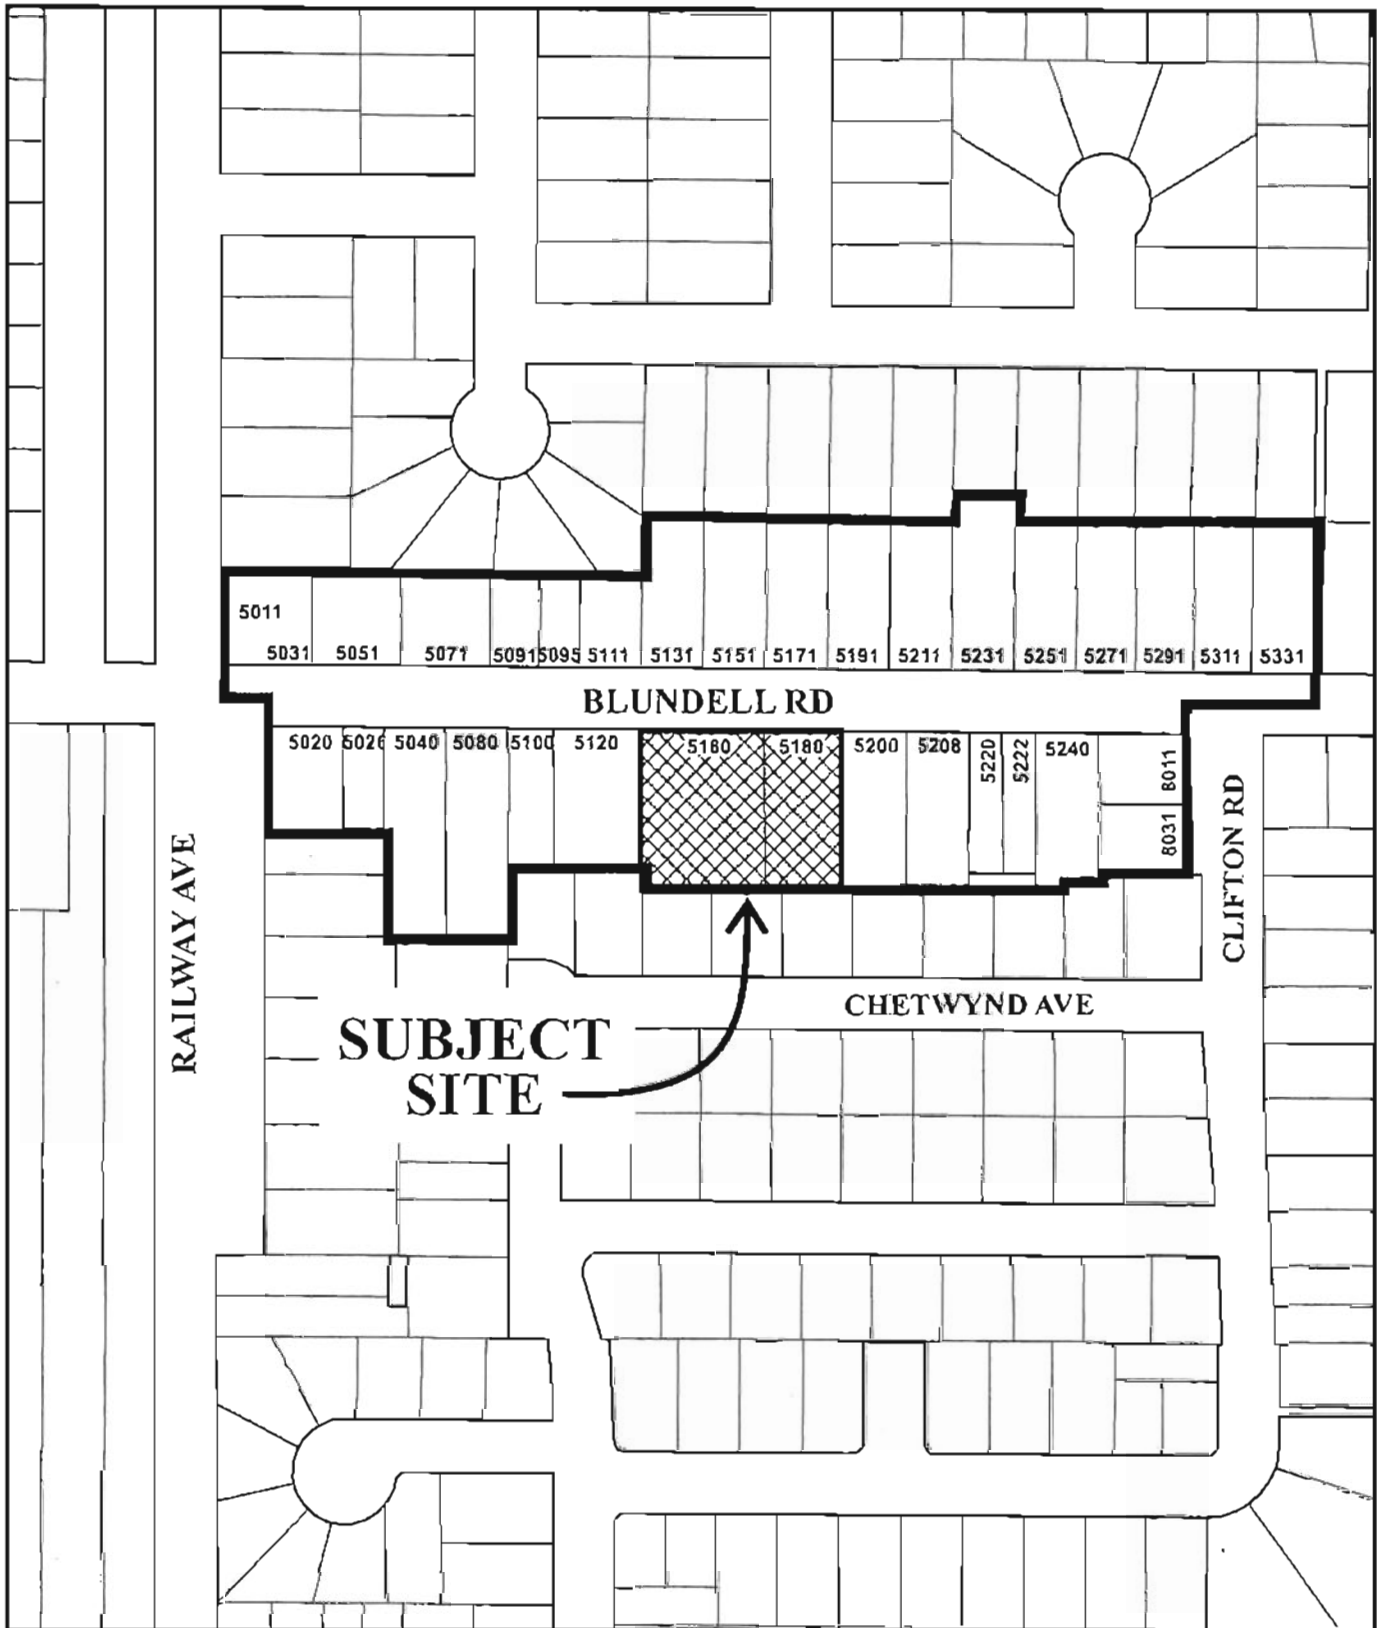 5011
5031 5051 5071 5091 5095 5111 5131 5151 5171 5191 5211 5231 5251 5271 5291 5311 5331
BLUNDELL RD
5020 5026 5040 5080 5100 5120 5160 5180 5200 5208 5220 5222 5240 8011
8031
RAILWAY AVE
CLIFTON RD
CHETWYND AVE
SUBJECT
SITE